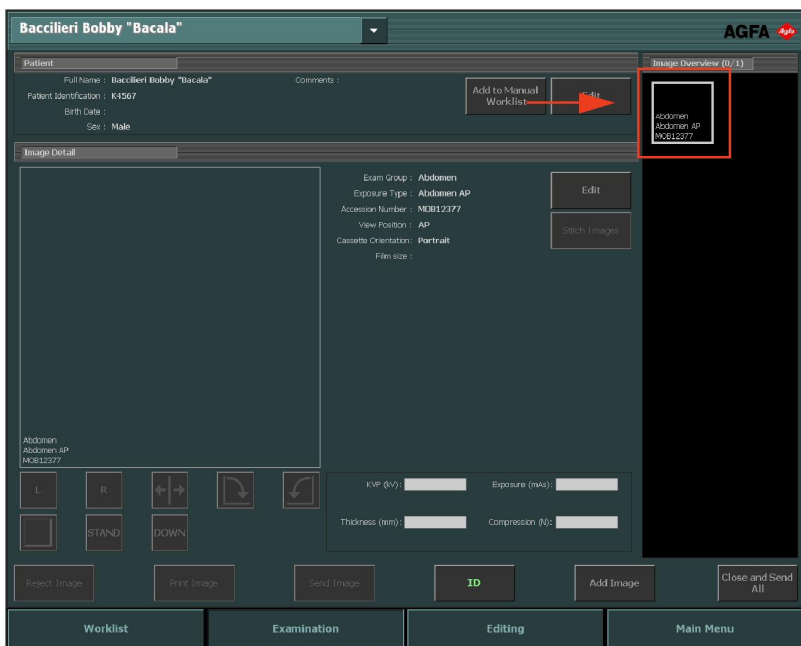 Baccilieri Bobby "Bacala"
AGFA
Agfa
Patient
Image Overview (0/1)
Full Name : Baccilieri Bobby "Bacala"
Comments :
Patient Identification : K4567
Birth Date :
Sex : Male
Add to Manual
Worklist
Edit
Abdomen
Abdomen AP
MOB12377
Image Detail
Exam Group : Abdomen
Exposure Type : Abdomen AP
Accession Number : MOB12377
View Position : AP
Cassette Orientation: Portrait
Film size :
Edit
Stitch Images
Abdomen
Abdomen AP
MOB12377
L
R
STAND
DOWN
KVP (kV):
Exposure (mAs):
Thickness (mm):
Compression (N):
Reject Image
Print Image
Send Image
ID
Add Image
Close and Send
All
Worklist
Examination
Editing
Main Menu